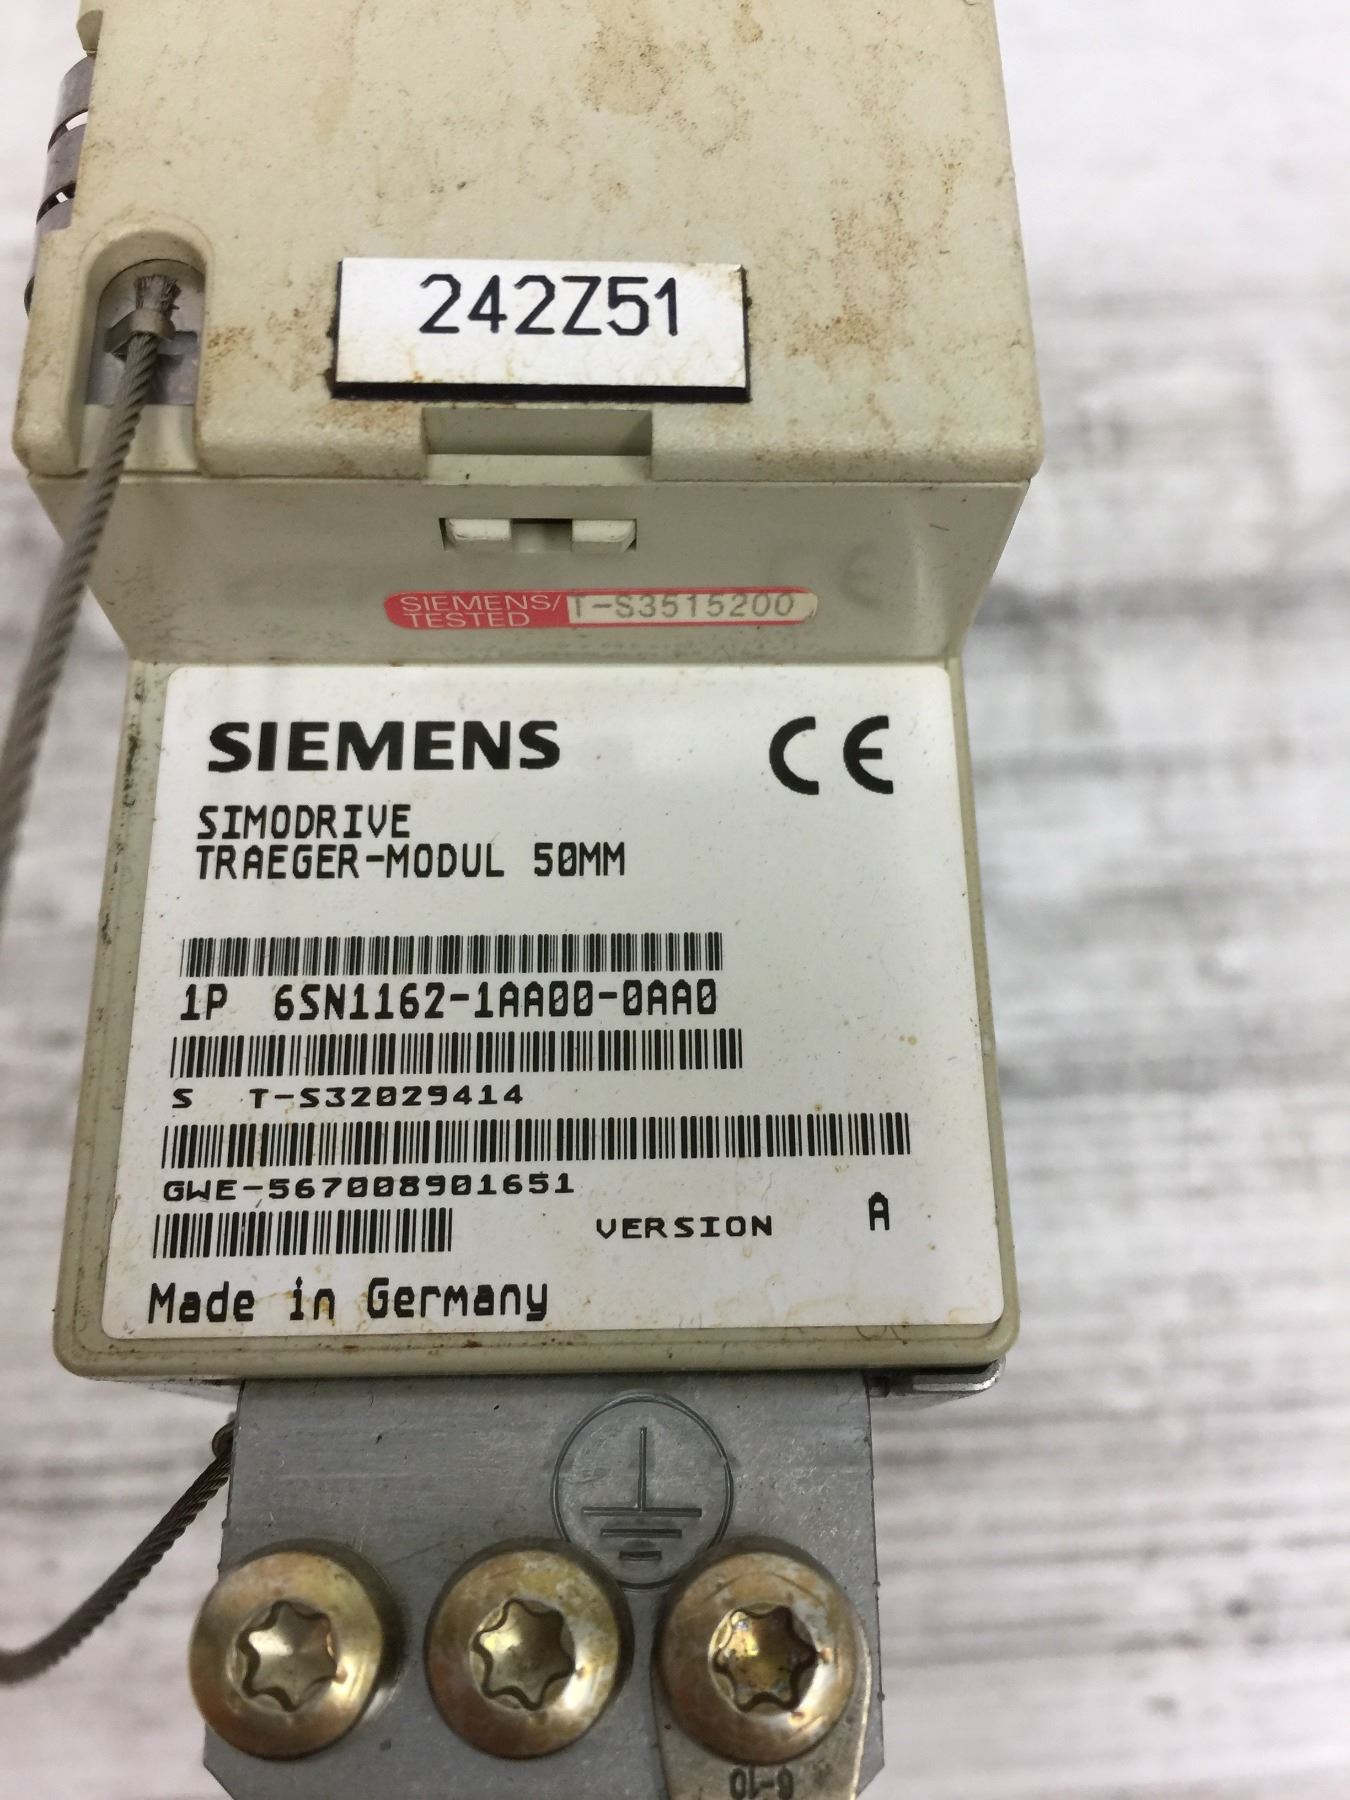 242Z51
SIEMENS/ TESTED T-S3515200
SIEMENS CE
SIMODRIVE
TRAEGER-MODUL 50MM
1P 6SN1162-1AA00-0AA0
S T-S32029414
GWE-567008901651
VERSION A
Made in Germany
6-10